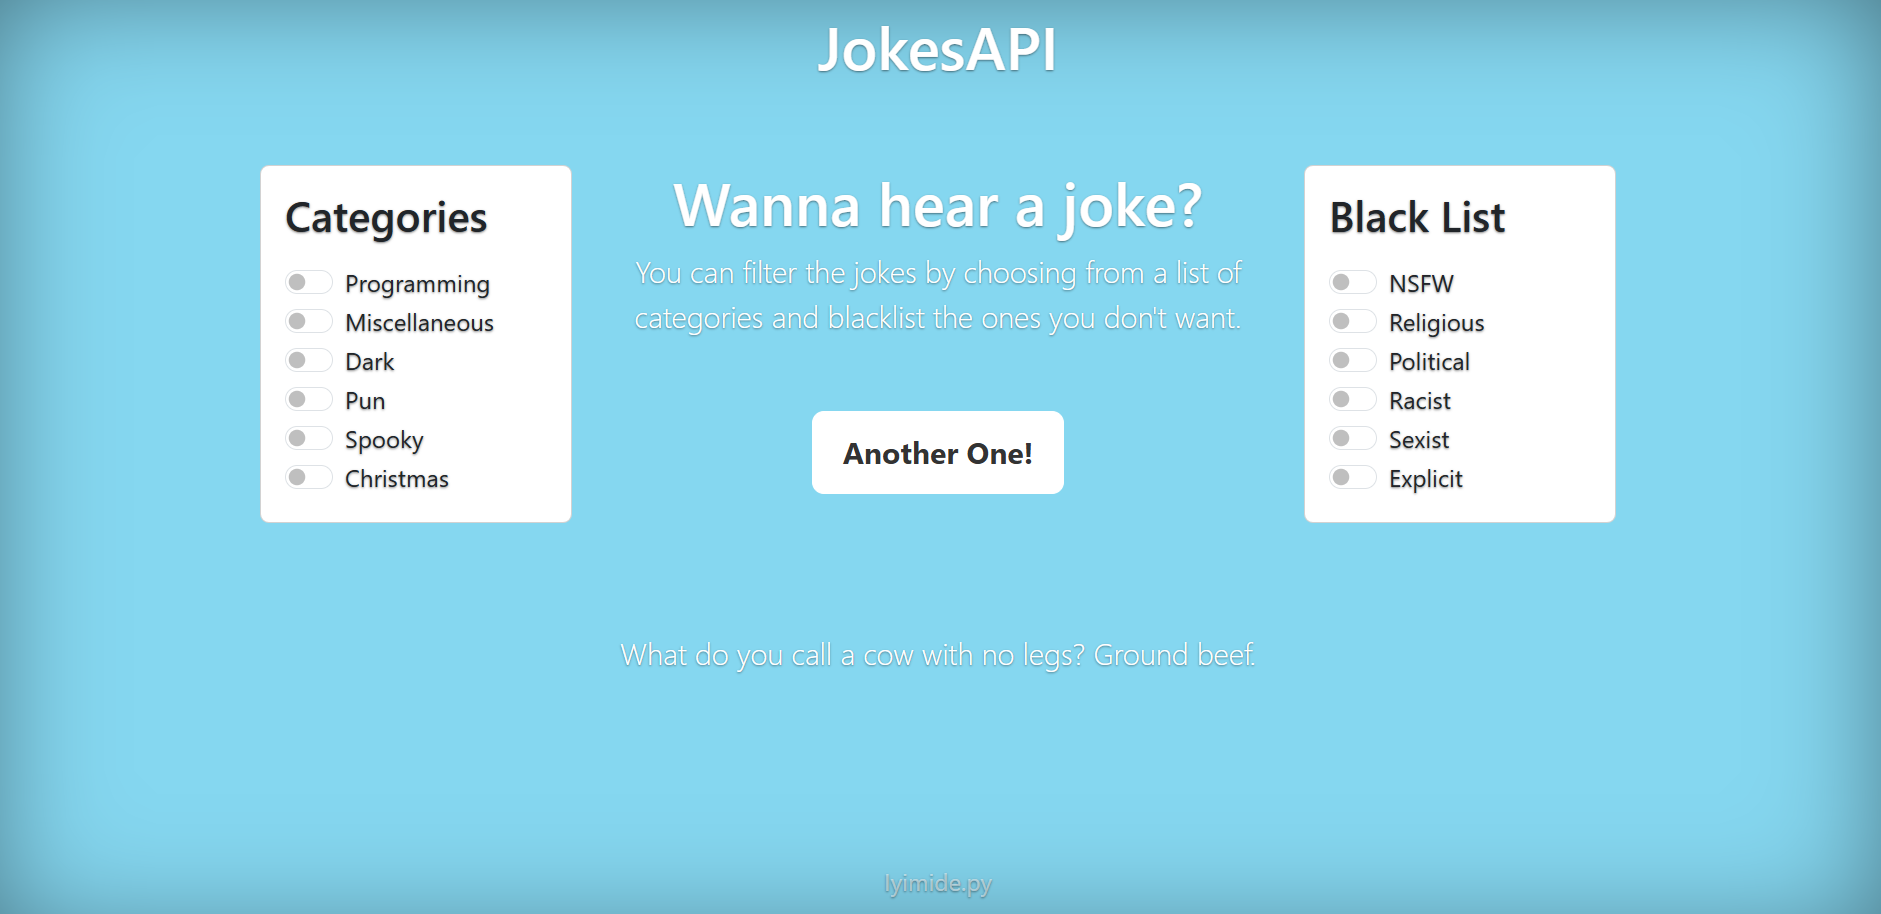 JokesAPI
Categories
Programming
Miscellaneous
Dark
Pun
Spooky
Christmas
Wanna hear a joke?
You can filter the jokes by choosing from a list of
categories and blacklist the ones you don't want.
Another One!
Black List
NSFW
Religious
Political
Racist
Sexist
Explicit
What do you call a cow with no legs? Ground beef.
lyimide.py